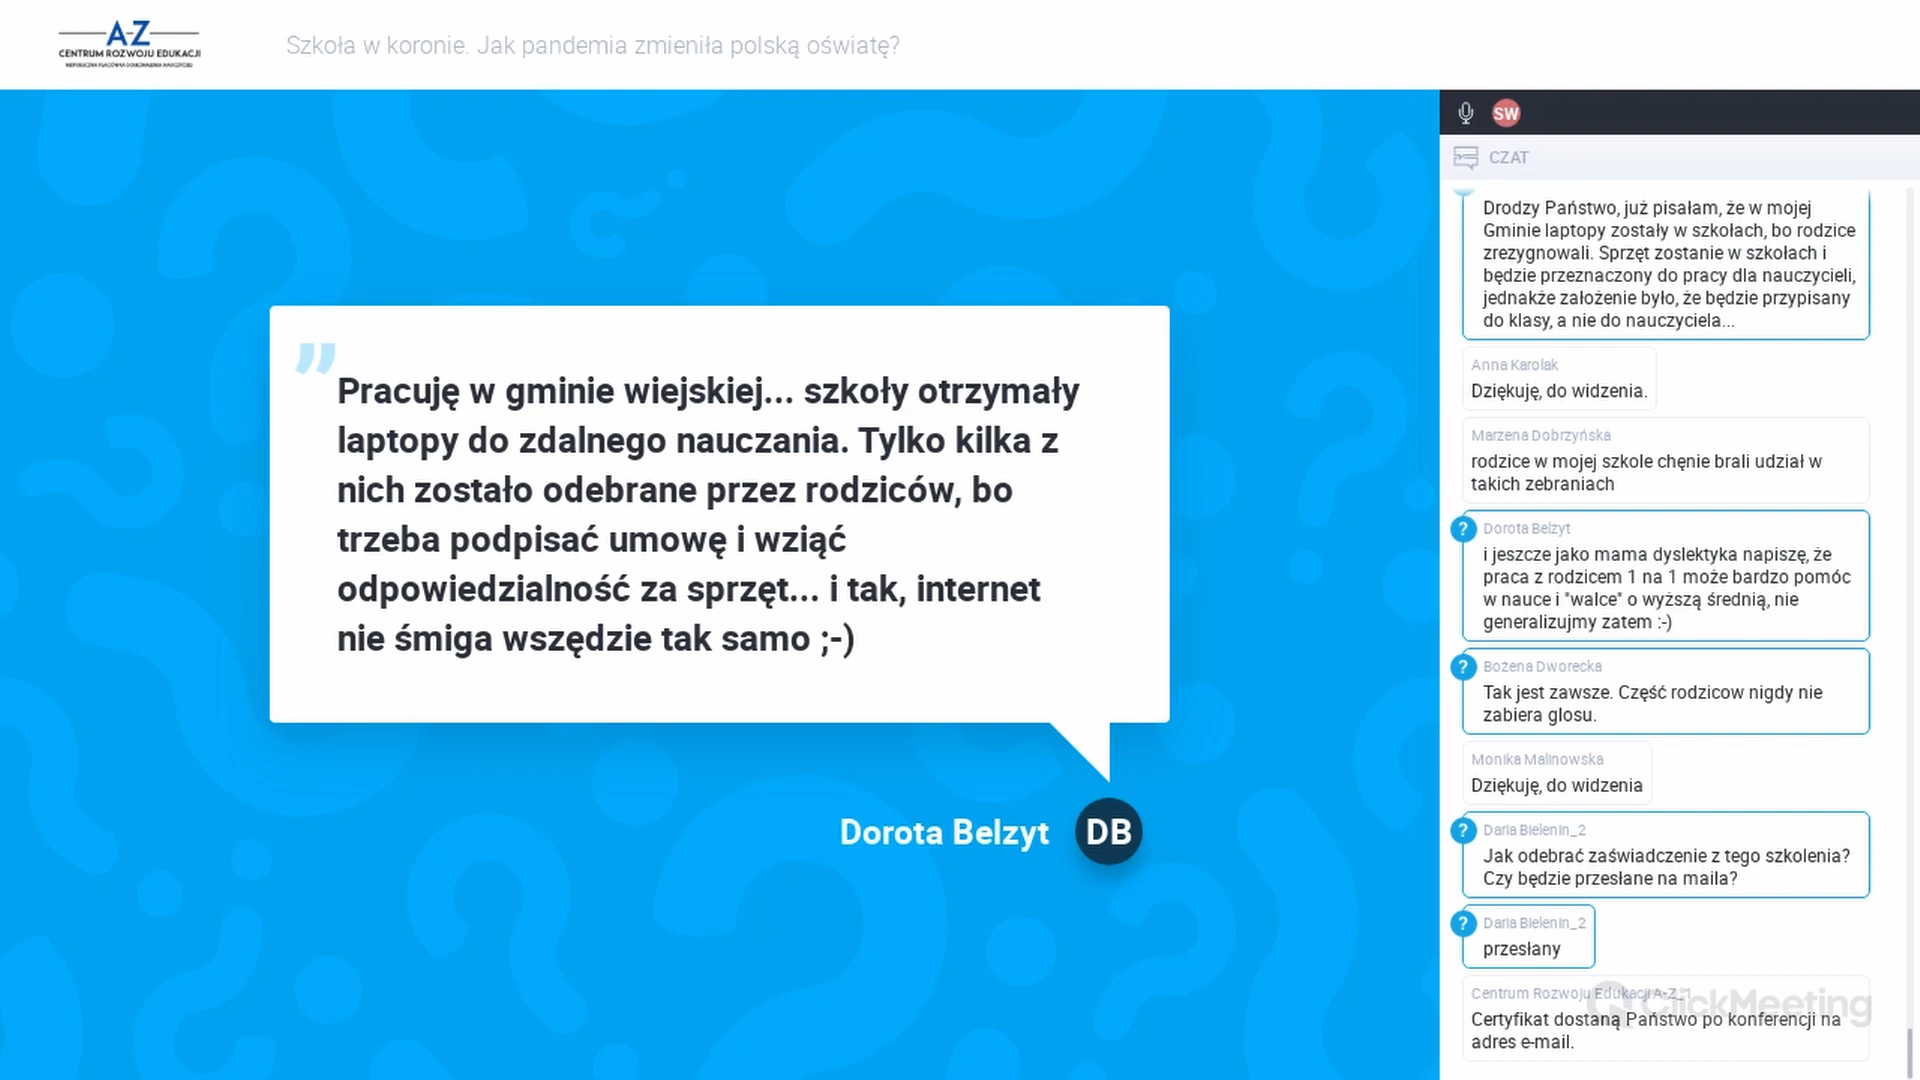 A-Z
CENTRUM ROZWOJU EDUKACJI
NIEPUBLICZNA PLACÓWKA DOSKONALENIA NAUCZYCIELI
Szkoła w koronie. Jak pandemia zmieniła polską oświatę?
”
Pracuję w gminie wiejskiej... szkoły otrzymały
laptopy do zdalnego nauczania. Tylko kilka z
nich zostało odebrane przez rodziców, bo
trzeba podpisać umowę i wziąć
odpowiedzialność za sprzęt... i tak, internet
nie śmiga wszędzie tak samo ;-)
Dorota Belzyt
DB
SW
CZAT
Drodzy Państwo, już pisałam, że w mojej
Gminie laptopy zostały w szkołach, bo rodzice
zrezygnowali. Sprzęt zostanie w szkołach i
będzie przeznaczony do pracy dla nauczycieli,
jednakże założenie było, że będzie przypisany
do klasy, a nie do nauczyciela...
Anna Karolak
Dziękuję, do widzenia.
Marzena Dobrzyńska
rodzice w mojej szkole chęnie brali udział w
takich zebraniach
?
Dorota Belzyt
i jeszcze jako mama dyslektyka napiszę, że
praca z rodzicem 1 na 1 może bardzo pomóc
w nauce i "walce" o wyższą średnią, nie
generalizujmy zatem :-)
?
Bożena Dworecka
Tak jest zawsze. Część rodzicow nigdy nie
zabiera glosu.
Monika Malinowska
Dziękuję, do widzenia
?
Daria Bielenin_2
Jak odebrać zaświadczenie z tego szkolenia?
Czy będzie przesłane na maila?
?
Daria Bielenin_2
przesłany
Centrum Rozwoju Edukacji A-Z_
Certyfikat dostaną Państwo po konferencji na
adres e-mail.
ClickMeeting